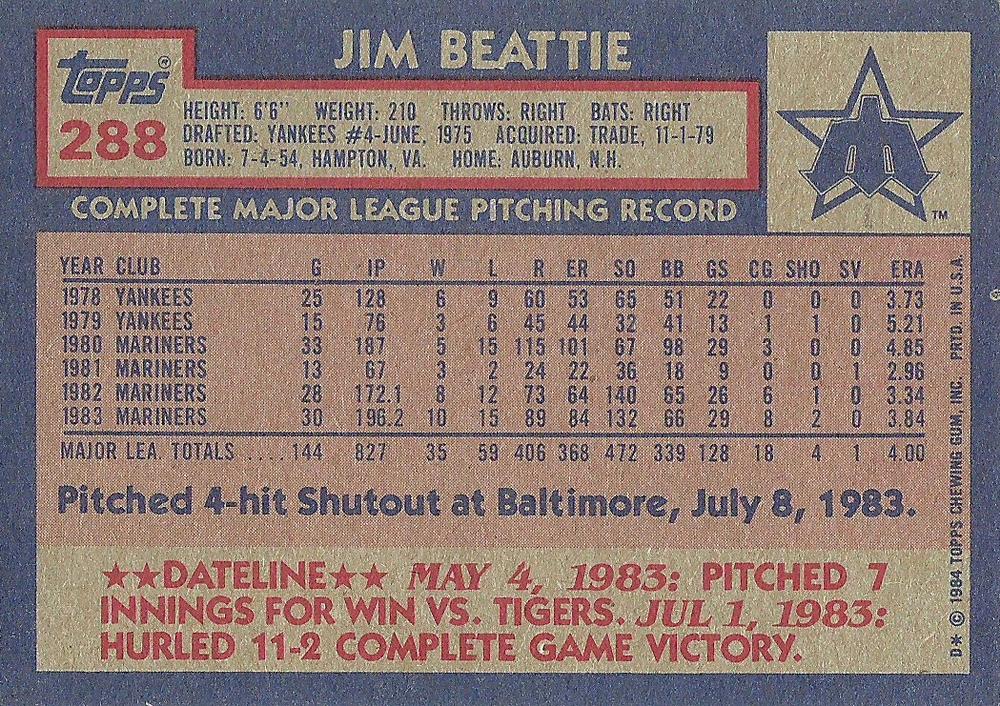 JIM BEATTIE
topps®
288
HEIGHT: 6'6" WEIGHT: 210 THROWS: RIGHT BATS: RIGHT
DRAFTED: YANKEES #4-JUNE, 1975 ACQUIRED: TRADE, 11-1-79
BORN: 7-4-54, HAMPTON, VA. HOME: AUBURN, N.H.
TM
COMPLETE MAJOR LEAGUE PITCHING RECORD
YEAR CLUB G IP W L R ER SO BB GS CG SHO SV ERA
1978 YANKEES 25 128 6 9 60 53 65 51 22 0 0 0 3.73
1979 YANKEES 15 76 3 6 45 44 32 41 13 1 1 0 5.21
1980 MARINERS 33 187 5 15 115 101 67 98 29 3 0 0 4.85
1981 MARINERS 13 67 3 2 24 22 36 18 9 0 0 1 2.96
1982 MARINERS 28 172.1 8 12 73 64 140 65 26 6 1 0 3.34
1983 MARINERS 30 196.2 10 15 89 84 132 66 29 8 2 0 3.84
MAJOR LEA. TOTALS .... 144 827 35 59 406 368 472 339 128 18 4 1 4.00
Pitched 4-hit Shutout at Baltimore, July 8, 1983.
★★DATELINE★★ MAY 4, 1983: PITCHED 7
INNINGS FOR WIN VS. TIGERS. JUL 1, 1983:
HURLED 11-2 COMPLETE GAME VICTORY.
D* © 1984 TOPPS CHEWING GUM, INC. PRTD. IN U.S.A.